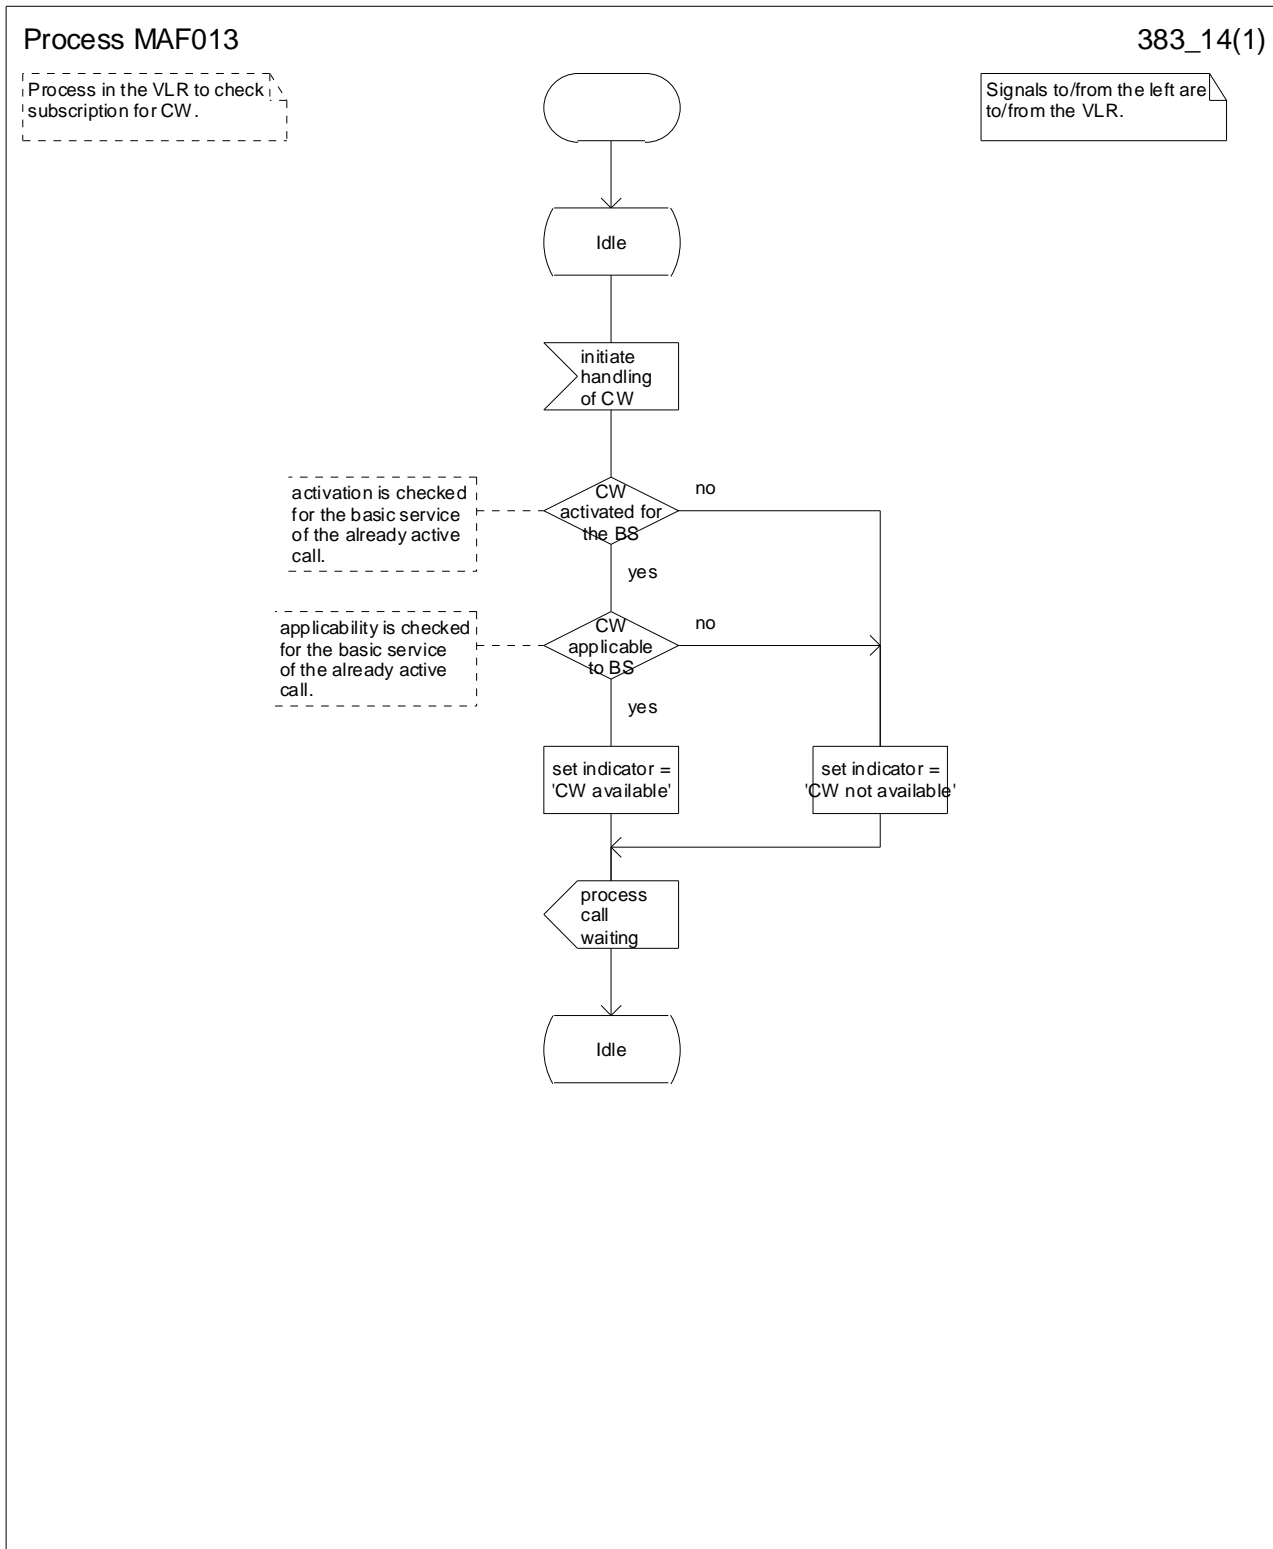 Process MAF013
383_14(1)
Process in the VLR to check
subscription for CW.
Signals to/from the left are
to/from the VLR.
Idle
initiate
handling
of CW
activation is checked
for the basic service
of the already active
call.
CW
activated for
the BS
no
yes
applicability is checked
for the basic service
of the already active
call.
CW
applicable
to BS
no
yes
set indicator =
'CW available'
set indicator =
'CW not available'
process
call
waiting
Idle